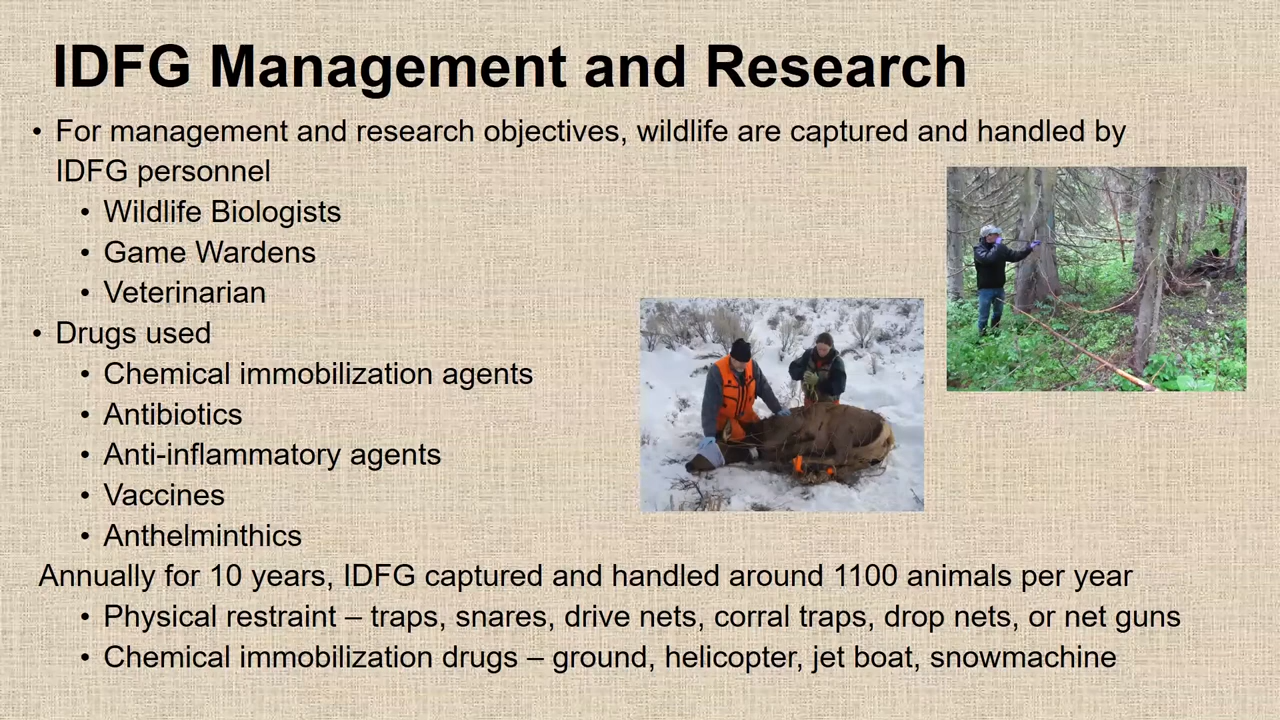 IDFG Management and Research
• For management and research objectives, wildlife are captured and handled by
IDFG personnel
• Wildlife Biologists
• Game Wardens
• Veterinarian
• Drugs used
• Chemical immobilization agents
• Antibiotics
• Anti-inflammatory agents
• Vaccines
• Anthelminthics
Annually for 10 years, IDFG captured and handled around 1100 animals per year
• Physical restraint – traps, snares, drive nets, corral traps, drop nets, or net guns
• Chemical immobilization drugs – ground, helicopter, jet boat, snowmachine